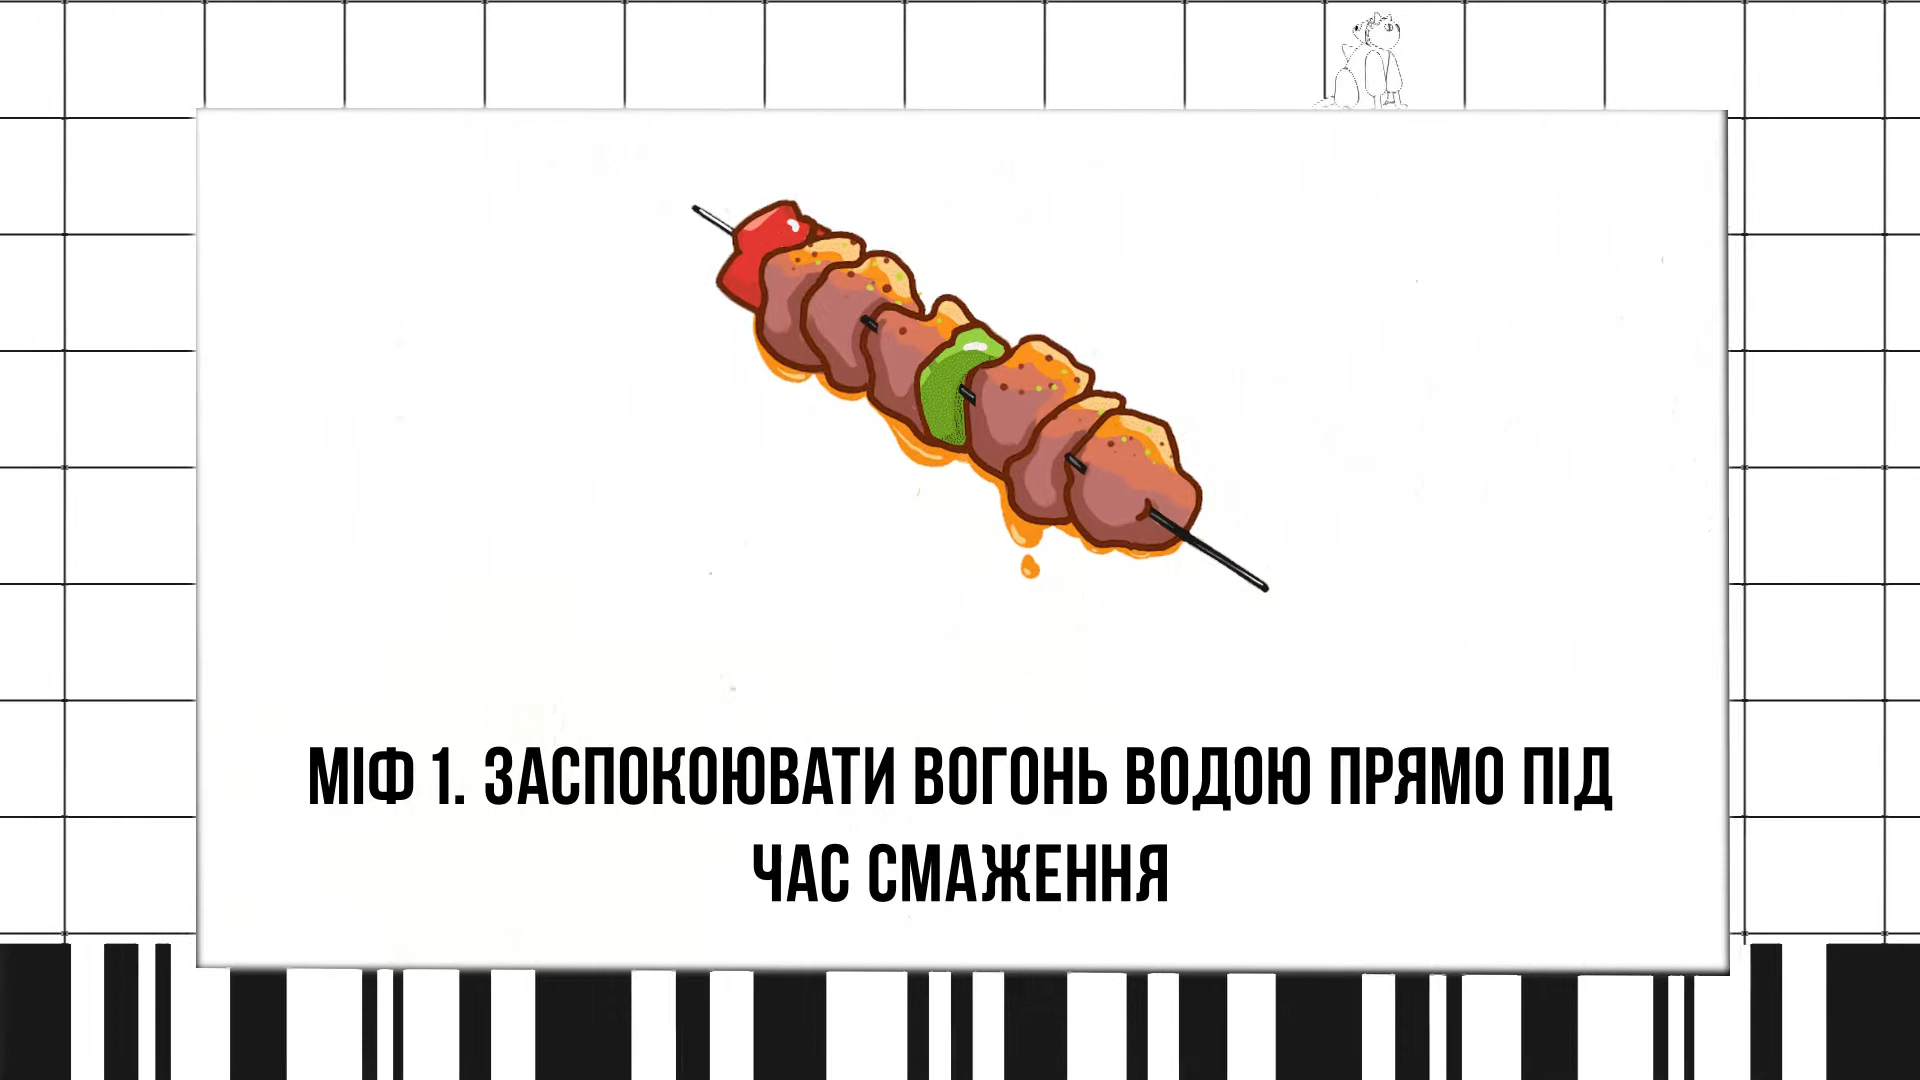 МІФ 1. ЗАСПОКОЮВАТИ ВОГОНЬ ВОДОЮ ПРЯМО ПІД
ЧАС СМАЖЕННЯ